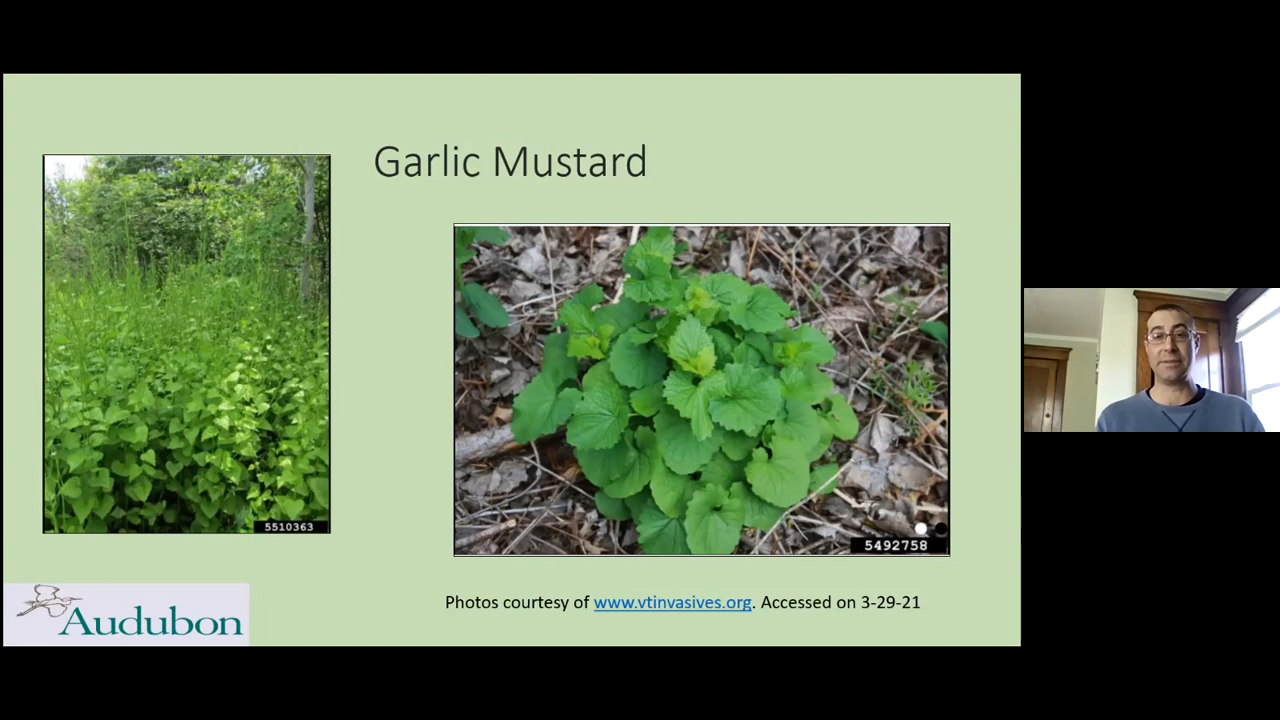 Garlic Mustard
5510363
5492758
Audubon
Photos courtesy of www.vtinvasives.org. Accessed on 3-29-21